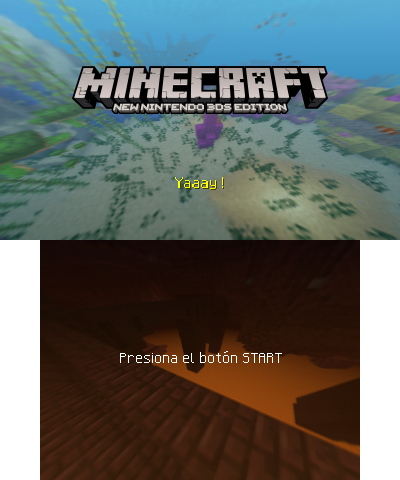 MINECRAFT
NEW NINTENDO 3DS EDITION
Yaaay!
Presiona el botón START